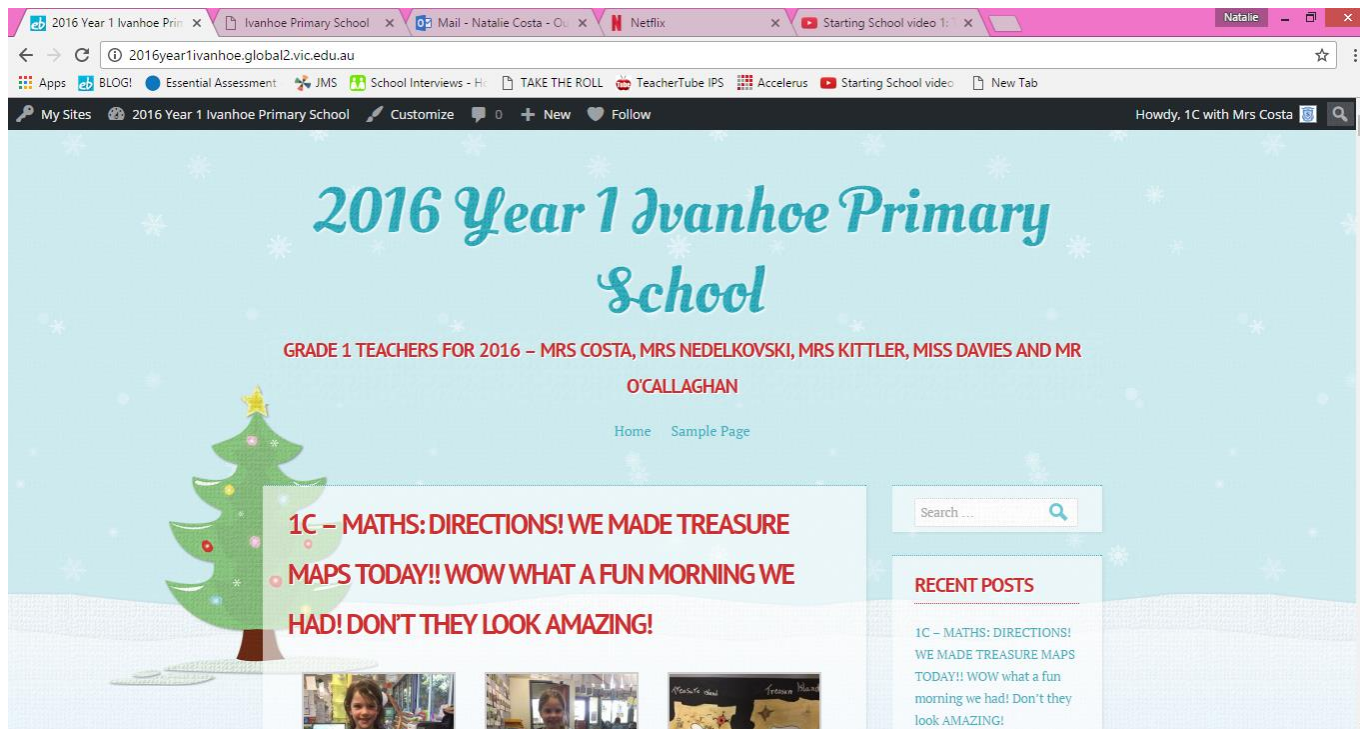 2016 Year 1 Ivanhoe Prin
Ivanhoe Primary School
Mail - Natalie Costa - Ou
Netflix
Starting School video 1: T
Natalie
2016year1ivanhoe.global2.vic.edu.au
Apps BLOG! Essential Assessment JMS School Interviews - Ho TAKE THE ROLL TeacherTube IPS Accelerus Starting School video New Tab
My Sites 2016 Year 1 Ivanhoe Primary School Customize 0 New Follow Howdy, 1C with Mrs Costa
2016 Year 1 Ivanhoe Primary
School
GRADE 1 TEACHERS FOR 2016 – MRS COSTA, MRS NEDELKOVSKI, MRS KITTLER, MISS DAVIES AND MR
O'CALLAGHAN
Home Sample Page
1C – MATHS: DIRECTIONS! WE MADE TREASURE
MAPS TODAY!! WOW WHAT A FUN MORNING WE
HAD! DON'T THEY LOOK AMAZING!
Search ...
RECENT POSTS
1C – MATHS: DIRECTIONS!
WE MADE TREASURE MAPS
TODAY!! WOW what a fun
morning we had! Don't they
look AMAZING!